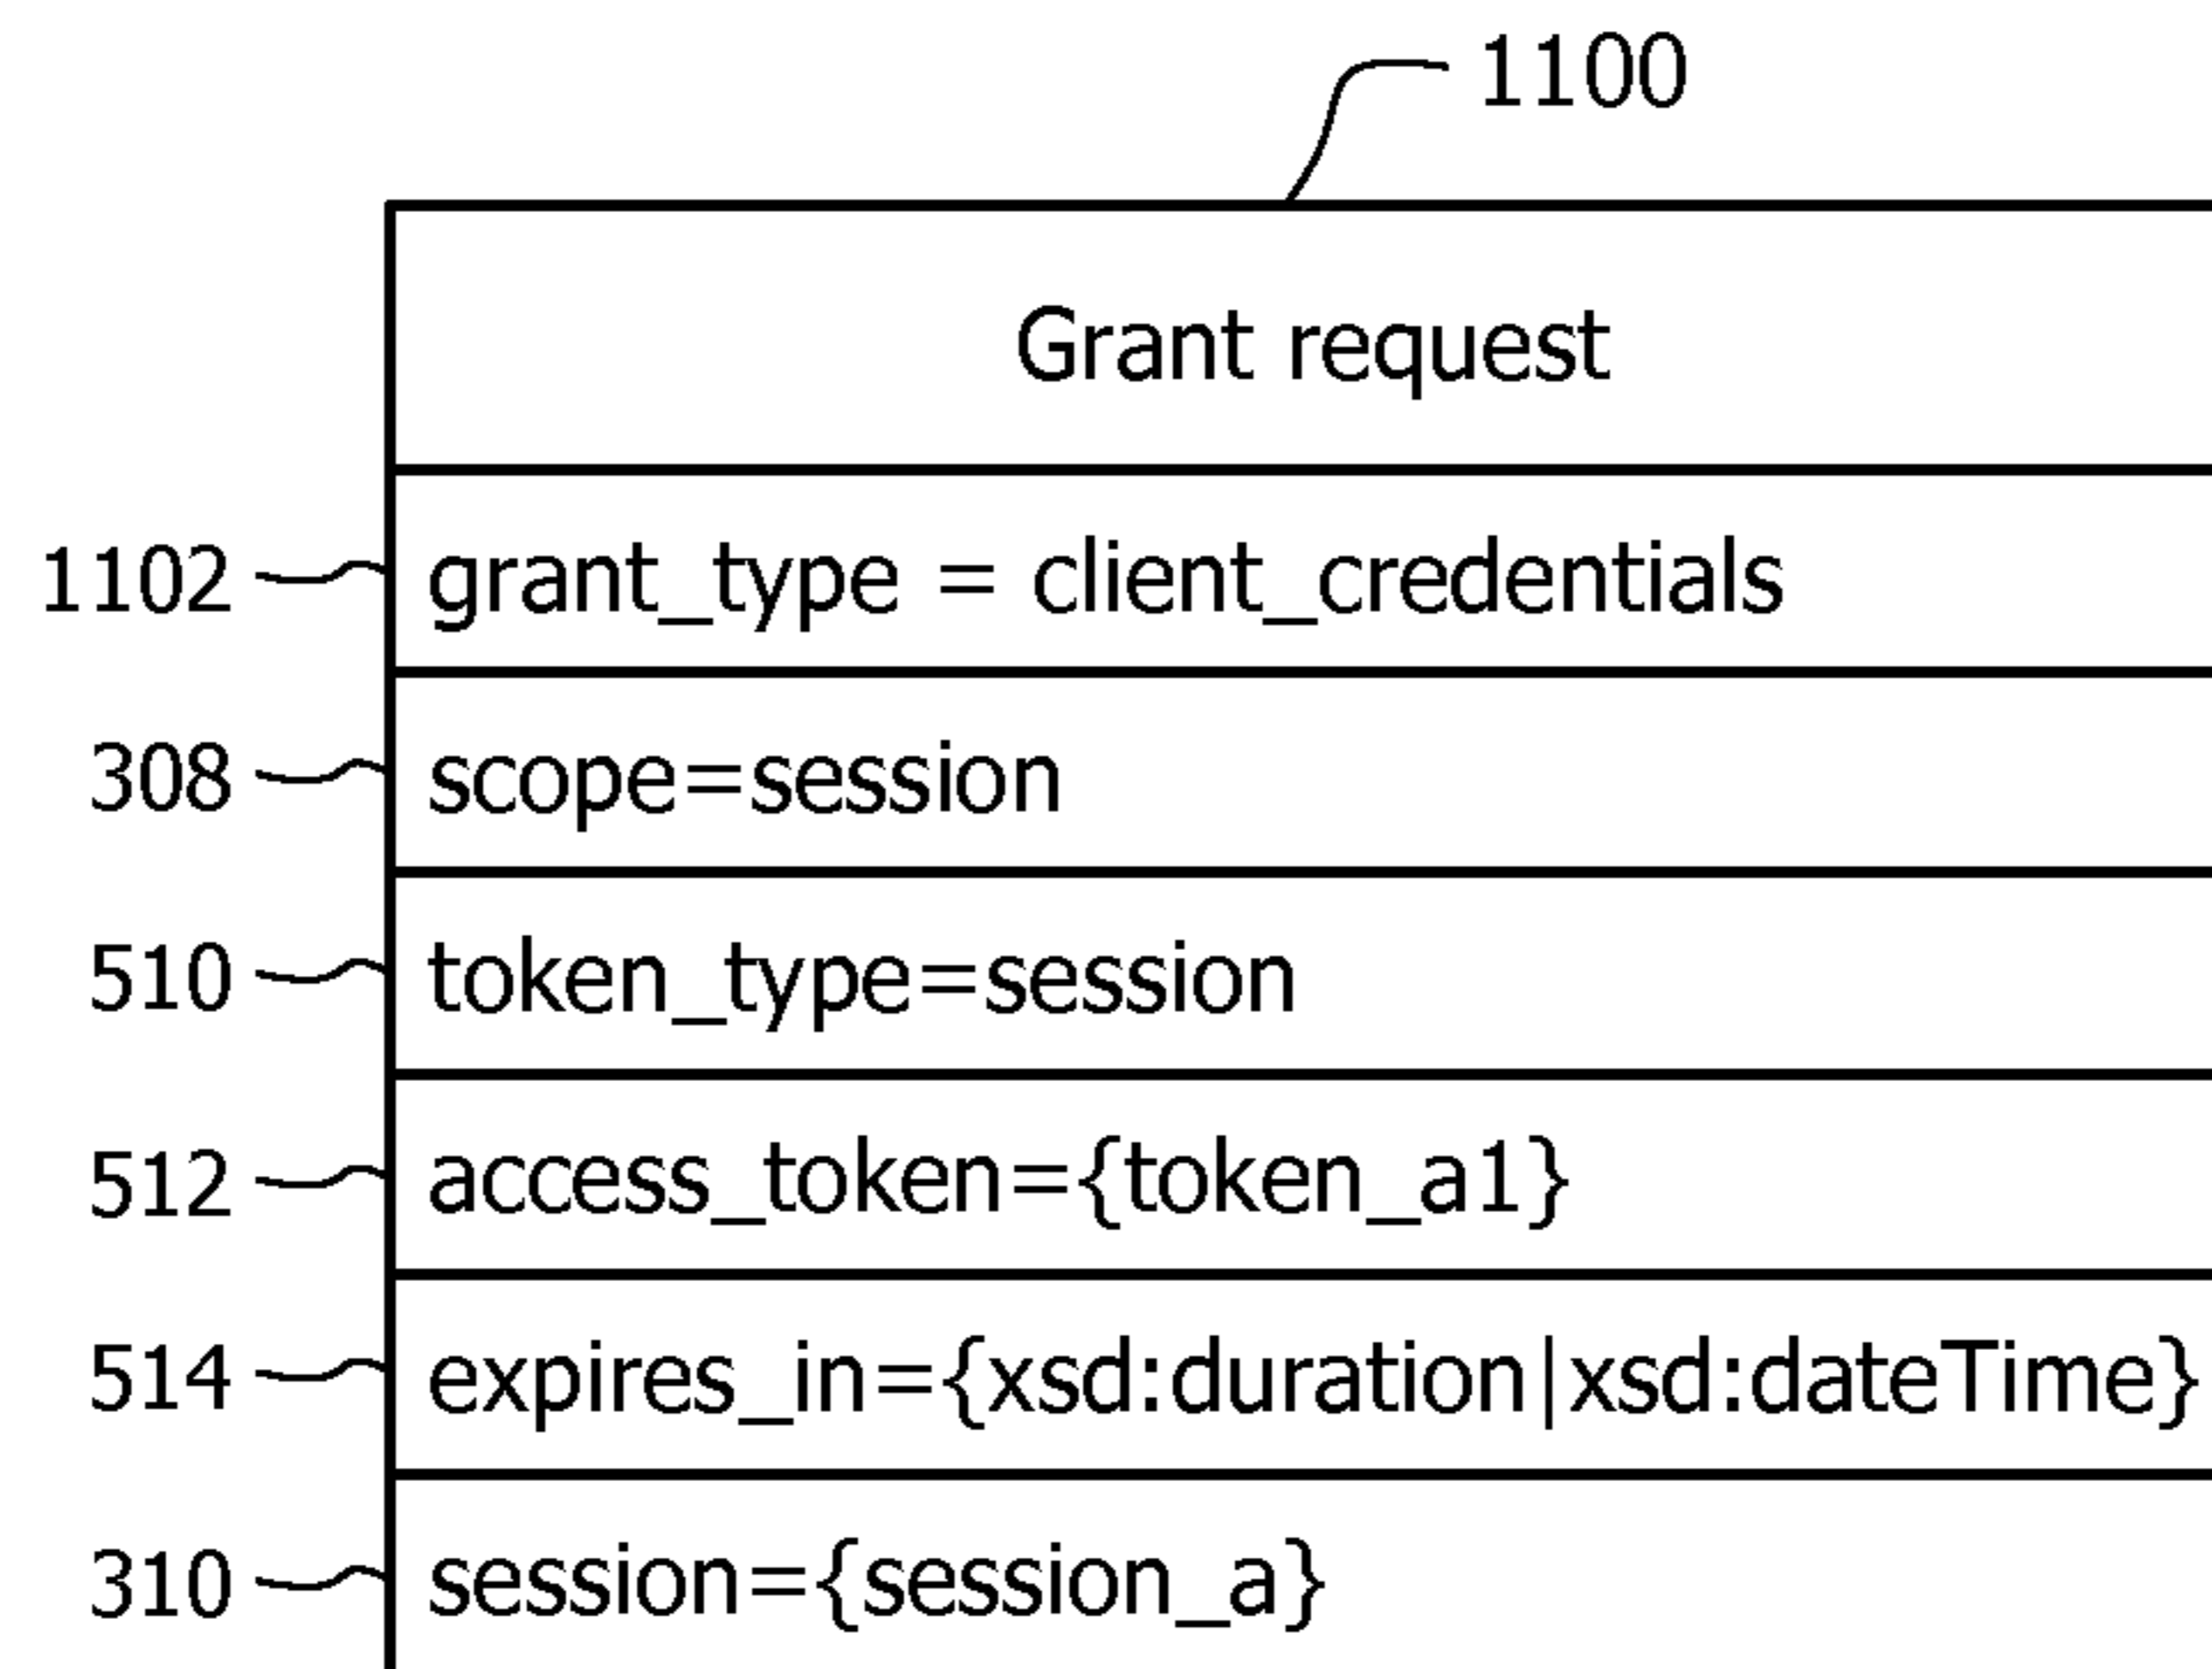 1100
Grant request
1102 grant_type = client_credentials
308 scope=session
510 token_type=session
512 access_token={token_a1}
514 expires_in={xsd:duration|xsd:dateTime}
310 session={session_a}